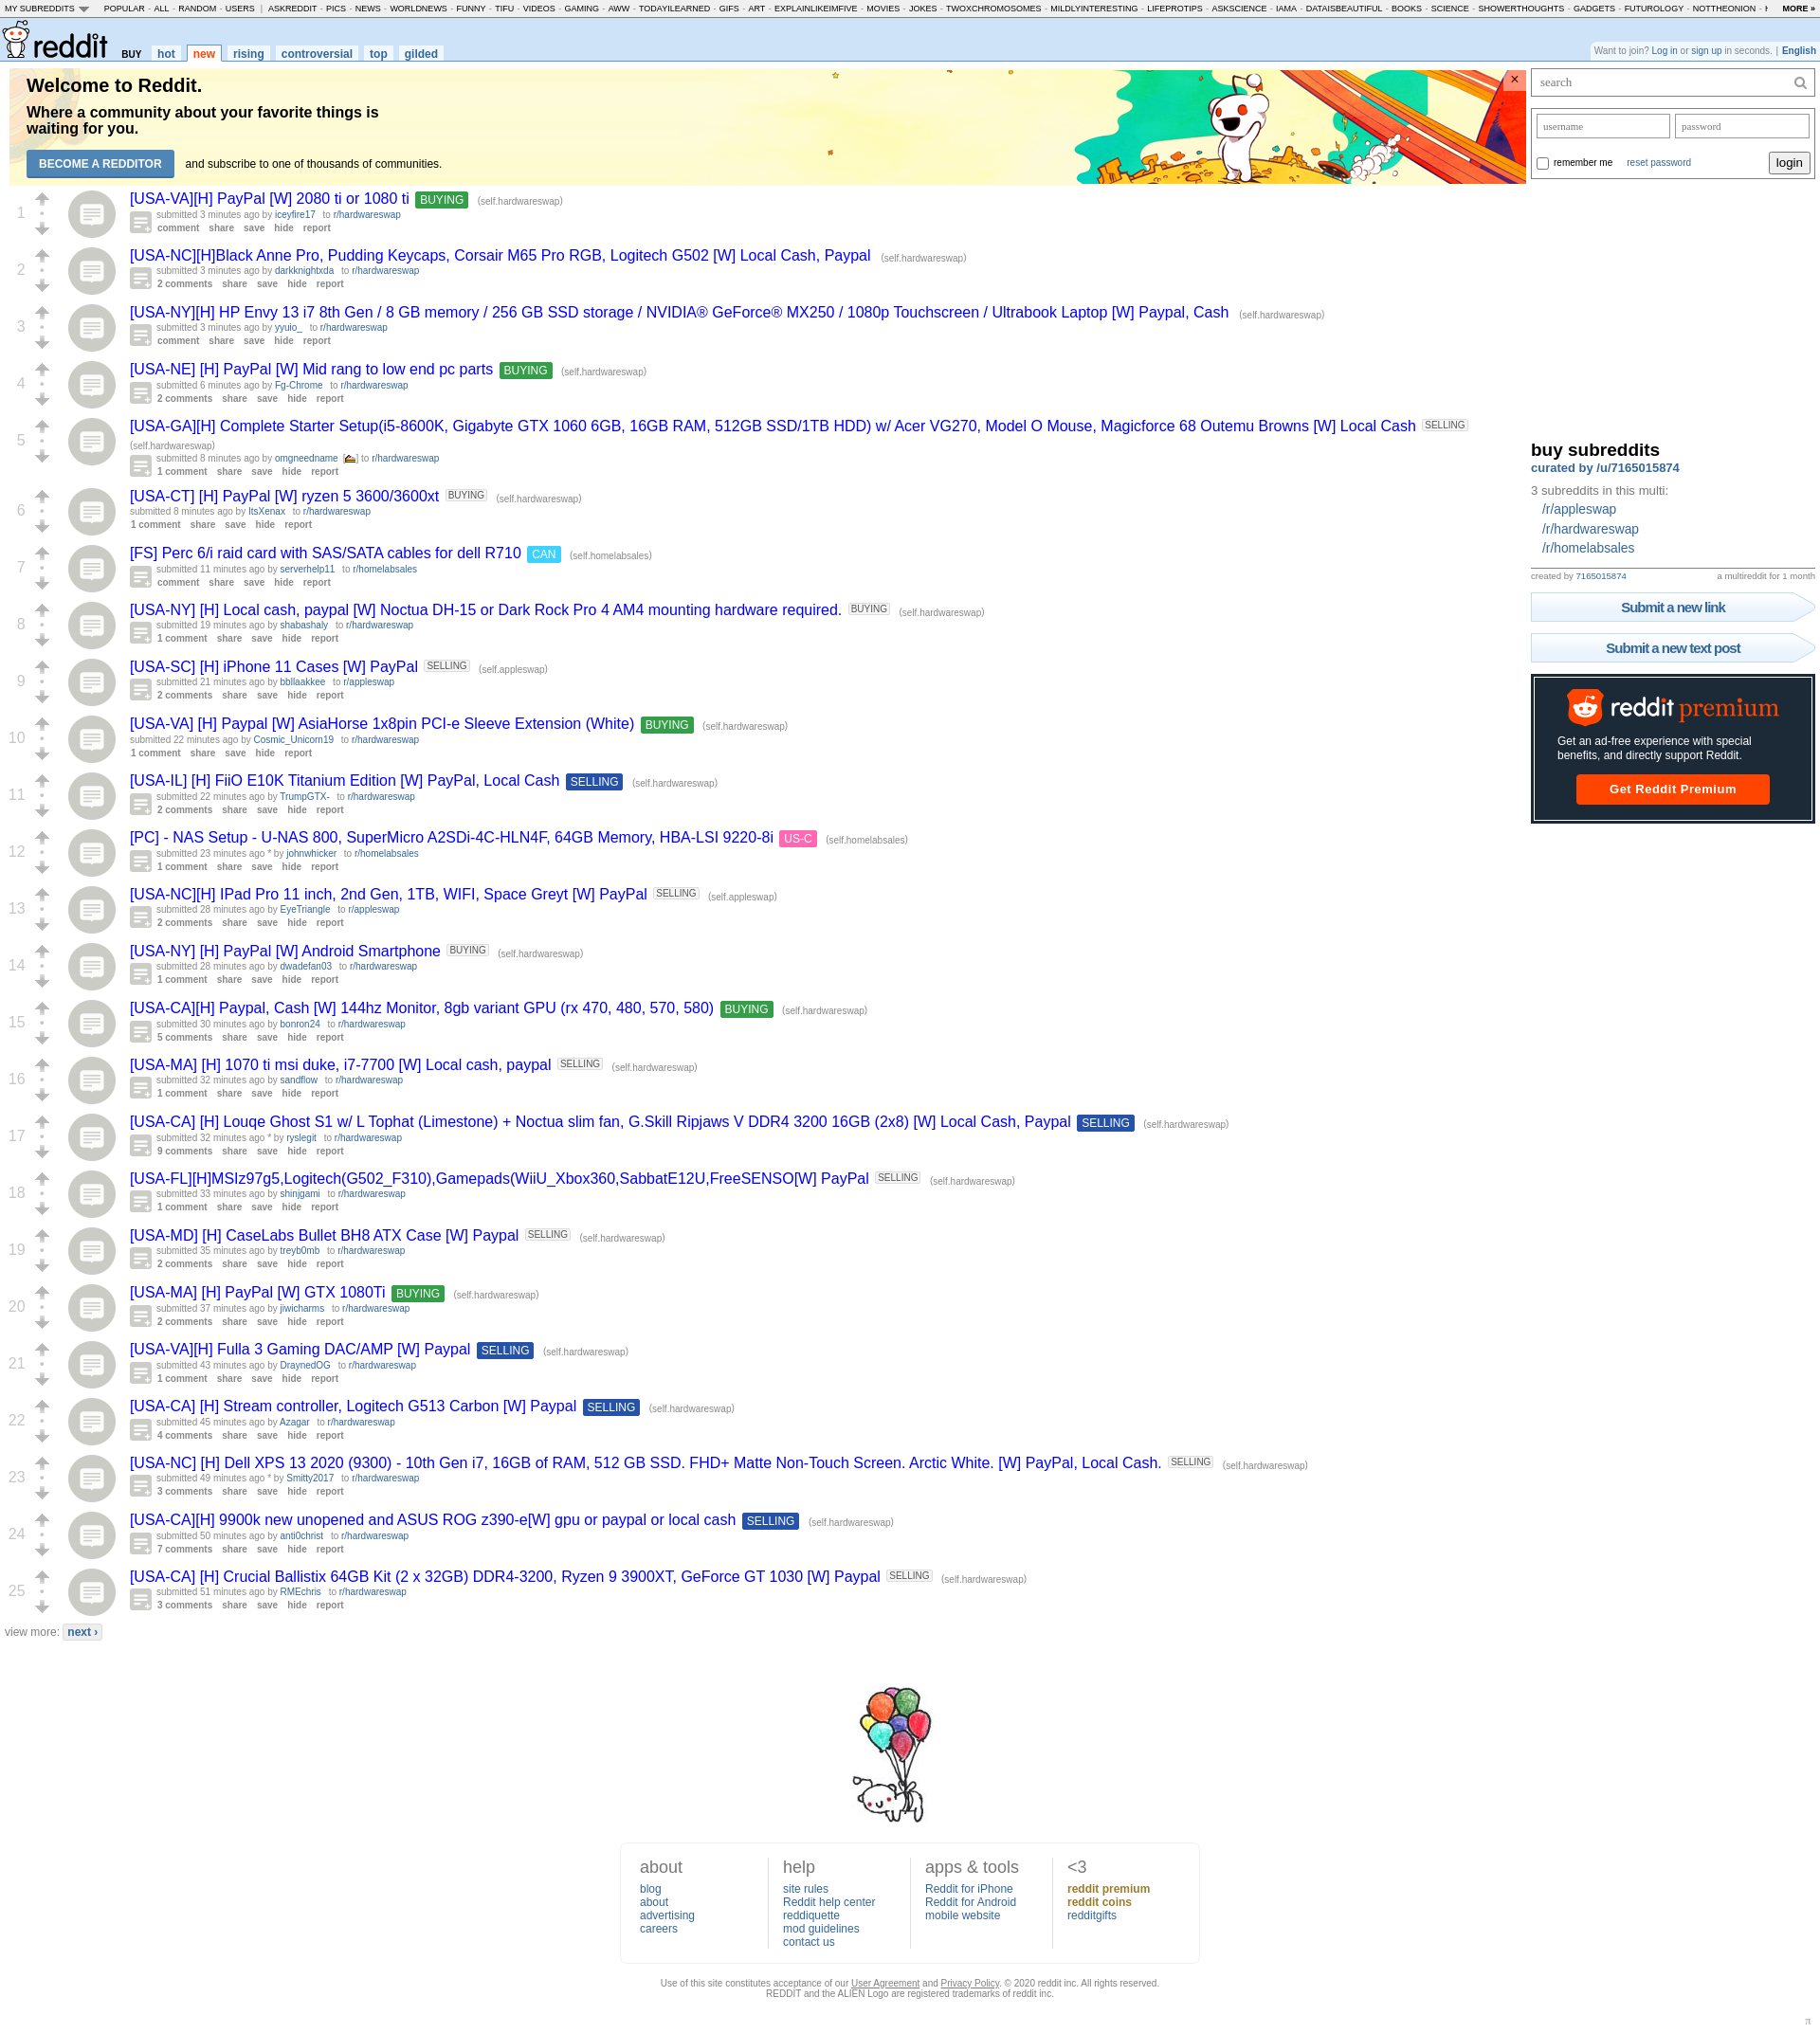 MY SUBREDDITS POPULAR - ALL - RANDOM - USERS | ASKREDDIT - PICS - NEWS - WORLDNEWS - FUNNY - TIFU - VIDEOS - GAMING - AWW - TODAYILEARNED - GIFS - ART - EXPLAINLIKEIMFIVE - MOVIES - JOKES - TWOXCHROMOSOMES - MILDLYINTERESTING - LIFEPROTIPS - ASKSCIENCE - IAMA - DATAISBEAUTIFUL - BOOKS - SCIENCE - SHOWERTHOUGHTS - GADGETS - FUTUROLOGY - NOTTHEONION - MORE »
reddit BUY hot new rising controversial top gilded
Want to join? Log in or sign up in seconds. | English
Welcome to Reddit.
Where a community about your favorite things is
waiting for you.
BECOME A REDDITOR and subscribe to one of thousands of communities.
×
search
username password
remember me reset password login
1
[USA-VA][H] PayPal [W] 2080 ti or 1080 ti BUYING (self.hardwareswap)
submitted 3 minutes ago by iceyfire17 to r/hardwareswap
comment share save hide report
2
[USA-NC][H]Black Anne Pro, Pudding Keycaps, Corsair M65 Pro RGB, Logitech G502 [W] Local Cash, Paypal (self.hardwareswap)
submitted 3 minutes ago by darkknightxda to r/hardwareswap
2 comments share save hide report
3
[USA-NY][H] HP Envy 13 i7 8th Gen / 8 GB memory / 256 GB SSD storage / NVIDIA® GeForce® MX250 / 1080p Touchscreen / Ultrabook Laptop [W] Paypal, Cash (self.hardwareswap)
submitted 3 minutes ago by yyuio_ to r/hardwareswap
comment share save hide report
4
[USA-NE] [H] PayPal [W] Mid rang to low end pc parts BUYING (self.hardwareswap)
submitted 6 minutes ago by Fg-Chrome to r/hardwareswap
2 comments share save hide report
5
[USA-GA][H] Complete Starter Setup(i5-8600K, Gigabyte GTX 1060 6GB, 16GB RAM, 512GB SSD/1TB HDD) w/ Acer VG270, Model O Mouse, Magicforce 68 Outemu Browns [W] Local Cash SELLING
(self.hardwareswap)
submitted 8 minutes ago by omgneedname [] to r/hardwareswap
1 comment share save hide report
6
[USA-CT] [H] PayPal [W] ryzen 5 3600/3600xt BUYING (self.hardwareswap)
submitted 8 minutes ago by ItsXenax to r/hardwareswap
1 comment share save hide report
7
[FS] Perc 6/i raid card with SAS/SATA cables for dell R710 CAN (self.homelabsales)
submitted 11 minutes ago by serverhelp11 to r/homelabsales
comment share save hide report
8
[USA-NY] [H] Local cash, paypal [W] Noctua DH-15 or Dark Rock Pro 4 AM4 mounting hardware required. BUYING (self.hardwareswap)
submitted 19 minutes ago by shabashaly to r/hardwareswap
1 comment share save hide report
9
[USA-SC] [H] iPhone 11 Cases [W] PayPal SELLING (self.appleswap)
submitted 21 minutes ago by bbllaakkee to r/appleswap
2 comments share save hide report
10
[USA-VA] [H] Paypal [W] AsiaHorse 1x8pin PCI-e Sleeve Extension (White) BUYING (self.hardwareswap)
submitted 22 minutes ago by Cosmic_Unicorn19 to r/hardwareswap
1 comment share save hide report
11
[USA-IL] [H] FiiO E10K Titanium Edition [W] PayPal, Local Cash SELLING (self.hardwareswap)
submitted 22 minutes ago by TrumpGTX- to r/hardwareswap
2 comments share save hide report
12
[PC] - NAS Setup - U-NAS 800, SuperMicro A2SDi-4C-HLN4F, 64GB Memory, HBA-LSI 9220-8i US-C (self.homelabsales)
submitted 23 minutes ago * by johnwhicker to r/homelabsales
1 comment share save hide report
13
[USA-NC][H] IPad Pro 11 inch, 2nd Gen, 1TB, WIFI, Space Greyt [W] PayPal SELLING (self.appleswap)
submitted 28 minutes ago by EyeTriangle to r/appleswap
2 comments share save hide report
14
[USA-NY] [H] PayPal [W] Android Smartphone BUYING (self.hardwareswap)
submitted 28 minutes ago by dwadefan03 to r/hardwareswap
1 comment share save hide report
15
[USA-CA][H] Paypal, Cash [W] 144hz Monitor, 8gb variant GPU (rx 470, 480, 570, 580) BUYING (self.hardwareswap)
submitted 30 minutes ago by bonron24 to r/hardwareswap
5 comments share save hide report
16
[USA-MA] [H] 1070 ti msi duke, i7-7700 [W] Local cash, paypal SELLING (self.hardwareswap)
submitted 32 minutes ago by sandflow to r/hardwareswap
1 comment share save hide report
17
[USA-CA] [H] Louqe Ghost S1 w/ L Tophat (Limestone) + Noctua slim fan, G.Skill Ripjaws V DDR4 3200 16GB (2x8) [W] Local Cash, Paypal SELLING (self.hardwareswap)
submitted 32 minutes ago * by ryslegit to r/hardwareswap
9 comments share save hide report
18
[USA-FL][H]MSIz97g5,Logitech(G502_F310),Gamepads(WiiU_Xbox360,SabbatE12U,FreeSENSO[W] PayPal SELLING (self.hardwareswap)
submitted 33 minutes ago by shinjgami to r/hardwareswap
1 comment share save hide report
19
[USA-MD] [H] CaseLabs Bullet BH8 ATX Case [W] Paypal SELLING (self.hardwareswap)
submitted 35 minutes ago by treyb0mb to r/hardwareswap
2 comments share save hide report
20
[USA-MA] [H] PayPal [W] GTX 1080Ti BUYING (self.hardwareswap)
submitted 37 minutes ago by jiwicharms to r/hardwareswap
2 comments share save hide report
21
[USA-VA][H] Fulla 3 Gaming DAC/AMP [W] Paypal SELLING (self.hardwareswap)
submitted 43 minutes ago by DraynedOG to r/hardwareswap
1 comment share save hide report
22
[USA-CA] [H] Stream controller, Logitech G513 Carbon [W] Paypal SELLING (self.hardwareswap)
submitted 45 minutes ago by Azagar to r/hardwareswap
4 comments share save hide report
23
[USA-NC] [H] Dell XPS 13 2020 (9300) - 10th Gen i7, 16GB of RAM, 512 GB SSD. FHD+ Matte Non-Touch Screen. Arctic White. [W] PayPal, Local Cash. SELLING (self.hardwareswap)
submitted 49 minutes ago * by Smitty2017 to r/hardwareswap
3 comments share save hide report
24
[USA-CA][H] 9900k new unopened and ASUS ROG z390-e[W] gpu or paypal or local cash SELLING (self.hardwareswap)
submitted 50 minutes ago by anti0christ to r/hardwareswap
7 comments share save hide report
25
[USA-CA] [H] Crucial Ballistix 64GB Kit (2 x 32GB) DDR4-3200, Ryzen 9 3900XT, GeForce GT 1030 [W] Paypal SELLING (self.hardwareswap)
submitted 51 minutes ago by RMEchris to r/hardwareswap
3 comments share save hide report
view more: next ›
buy subreddits
curated by /u/7165015874
3 subreddits in this multi:
/r/appleswap
/r/hardwareswap
/r/homelabsales
created by 7165015874 a multireddit for 1 month
Submit a new link
Submit a new text post
reddit premium
Get an ad-free experience with special
benefits, and directly support Reddit.
Get Reddit Premium
about
blog
about
advertising
careers
help
site rules
Reddit help center
reddiquette
mod guidelines
contact us
apps & tools
Reddit for iPhone
Reddit for Android
mobile website
<3
reddit premium
reddit coins
redditgifts
Use of this site constitutes acceptance of our User Agreement and Privacy Policy. © 2020 reddit inc. All rights reserved.
REDDIT and the ALIEN Logo are registered trademarks of reddit inc.
π